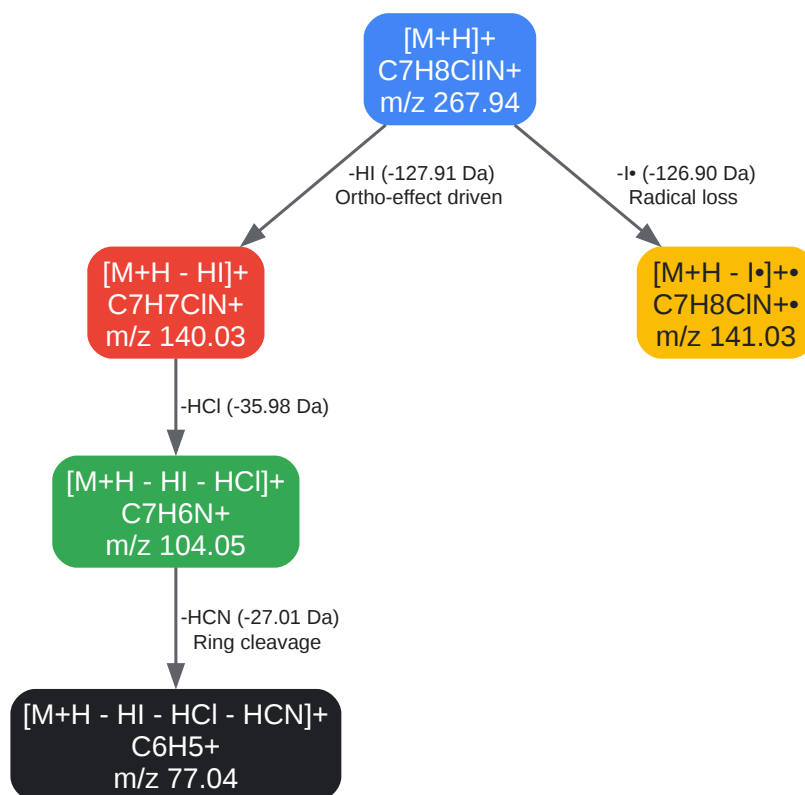 [M+H]+
C7H8ClIN+
m/z 267.94
-HI (-127.91 Da)
Ortho-effect driven
-I• (-126.90 Da)
Radical loss
[M+H - HI]+
C7H7ClN+
m/z 140.03
[M+H - I•]+•
C7H8ClN+•
m/z 141.03
-HCl (-35.98 Da)
[M+H - HI - HCl]+
C7H6N+
m/z 104.05
-HCN (-27.01 Da)
Ring cleavage
[M+H - HI - HCl - HCN]+
C6H5+
m/z 77.04